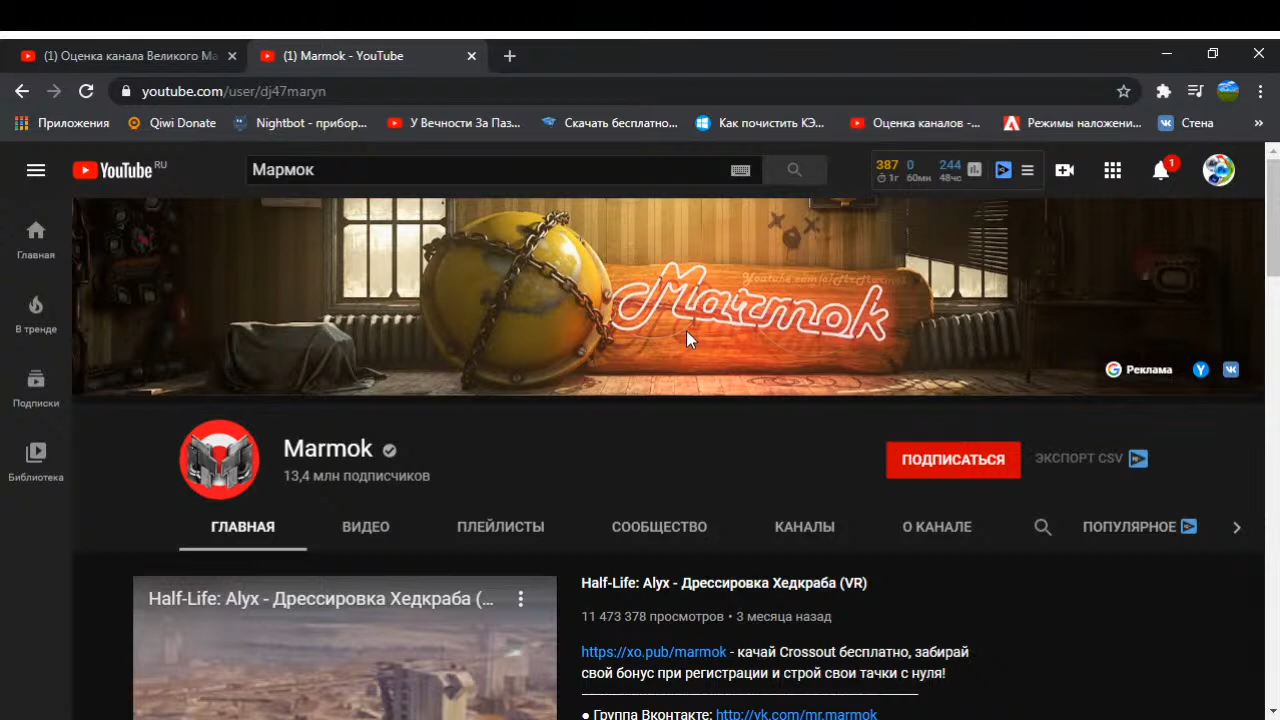 (1) Оценка канала Великого Ма
(1) Marmok - YouTube
youtube.com/user/dj47maryn
Приложения
Qiwi Donate
Nightbot - прибор...
У Вечности За Паз...
Скачать бесплатно...
Как почистить КЭ...
Оценка каналов -...
Режимы наложени...
Стена
YouTube RU
Мармок
387 0 244
1г 60мн 48чс
1
Главная
В тренде
Подписки
Библиотека
Marmok
Реклама
Marmok
13,4 млн подписчиков
ПОДПИСАТЬСЯ
ЭКСПОРТ CSV
ГЛАВНАЯ ВИДЕО ПЛЕЙЛИСТЫ СООБЩЕСТВО КАНАЛЫ О КАНАЛЕ ПОПУЛЯРНОЕ
Half-Life: Alyx - Дрессировка Хедкраба (...
Half-Life: Alyx - Дрессировка Хедкраба (VR)
11 473 378 просмотров • 3 месяца назад
https://xo.pub/marmok - качай Crossout бесплатно, забирай
свой бонус при регистрации и строй свои тачки с нуля!
● Группа Вконтакте: http://vk.com/mr.marmok